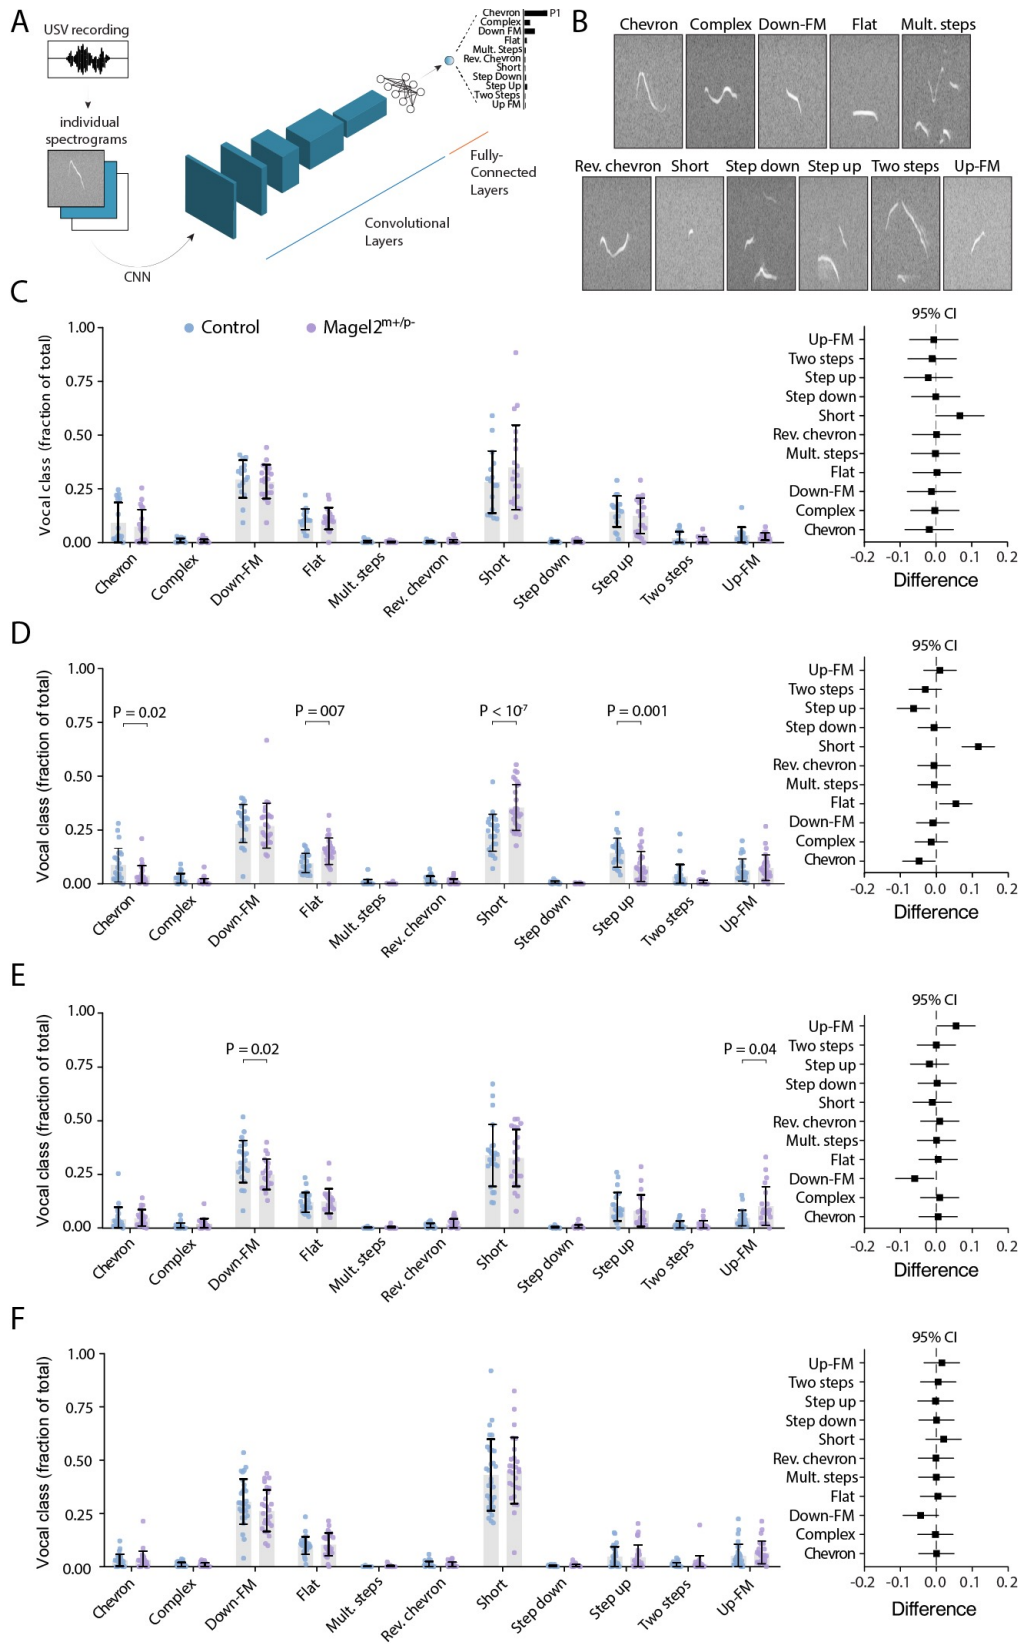 A
USV recording
individual
spectrograms
CNN
Convolutional
Layers
Fully-
Connected
Layers
Chevron
P1
Complex
Down FM
Flat
Mult. Steps
Rev. Chevron
Short
Step Down
Step Up
Two Steps
Up FM
B
Chevron Complex Down-FM Flat Mult. steps
Rev. chevron Short Step down Step up Two steps Up-FM
C
Control Magel2m+/p-
Vocal class (fraction of total)
1.00
0.75
0.50
0.25
0.00
Chevron
Complex
Down-FM
Flat
Mult. steps
Rev. chevron
Short
Step down
Step up
Two steps
Up-FM
95% CI
Up-FM
Two steps
Step up
Step down
Short
Rev. chevron
Mult. steps
Flat
Down-FM
Complex
Chevron
-0.2 -0.1 0.0 0.1 0.2
Difference
D
Vocal class (fraction of total)
1.00
0.75
0.50
0.25
0.00
P = 0.02
P = 007
P < 10-7
P = 0.001
Chevron
Complex
Down-FM
Flat
Mult. steps
Rev. chevron
Short
Step down
Step up
Two steps
Up-FM
95% CI
Up-FM
Two steps
Step up
Step down
Short
Rev. chevron
Mult. steps
Flat
Down-FM
Complex
Chevron
-0.2 -0.1 0.0 0.1 0.2
Difference
E
Vocal class (fraction of total)
1.00
0.75
0.50
0.25
0.00
P = 0.02
P = 0.04
Chevron
Complex
Down-FM
Flat
Mult. steps
Rev. chevron
Short
Step down
Step up
Two steps
Up-FM
95% CI
Up-FM
Two steps
Step up
Step down
Short
Rev. chevron
Mult. steps
Flat
Down-FM
Complex
Chevron
-0.2 -0.1 0.0 0.1 0.2
Difference
F
Vocal class (fraction of total)
1.00
0.75
0.50
0.25
0.00
Chevron
Complex
Down-FM
Flat
Mult. steps
Rev. chevron
Short
Step down
Step up
Two steps
Up-FM
95% CI
Up-FM
Two steps
Step up
Step down
Short
Rev. chevron
Mult. steps
Flat
Down-FM
Complex
Chevron
-0.2 -0.1 0.0 0.1 0.2
Difference